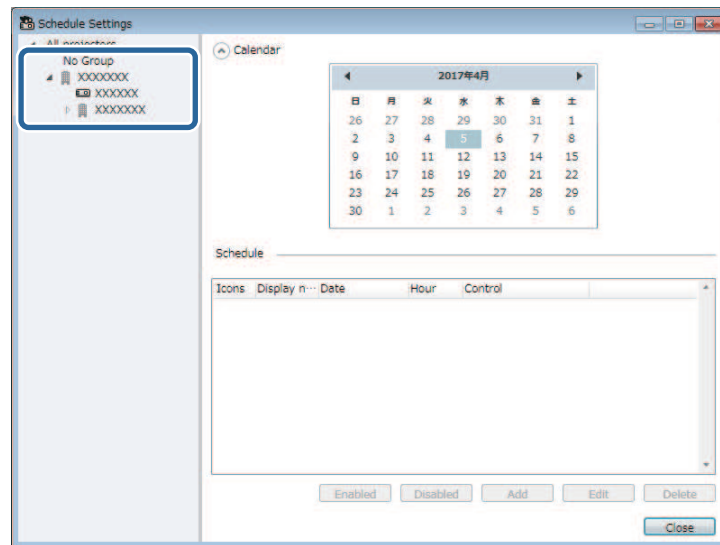 Schedule Settings
All projectors
No Group
XXXXXXX
XXXXXX
XXXXXXX
Calendar
2017年4月
日 月 火 水 木 金 土
26 27 28 29 30 31 1
2 3 4 5 6 7 8
9 10 11 12 13 14 15
16 17 18 19 20 21 22
23 24 25 26 27 28 29
30 1 2 3 4 5 6
Schedule
Icons Display n··· Date Hour Control
Enabled Disabled Add Edit Delete
Close